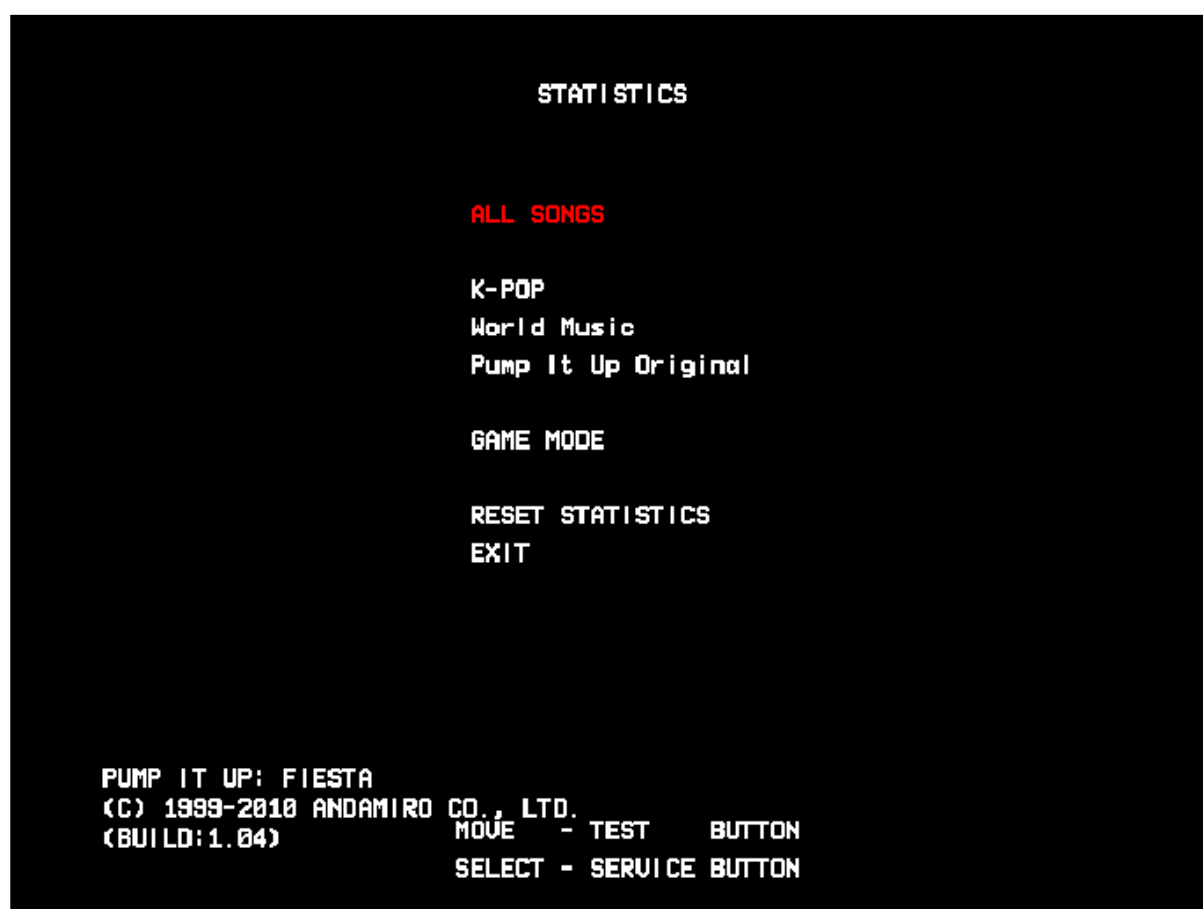 STATISTICS
ALL SONGS
K-POP
World Music
Pump It Up Original
GAME MODE
RESET STATISTICS
EXIT
PUMP IT UP: FIESTA
(C) 1999-2010 ANDAMIRO CO., LTD.
(BUILD:1.04)
MOVE - TEST BUTTON
SELECT - SERVICE BUTTON